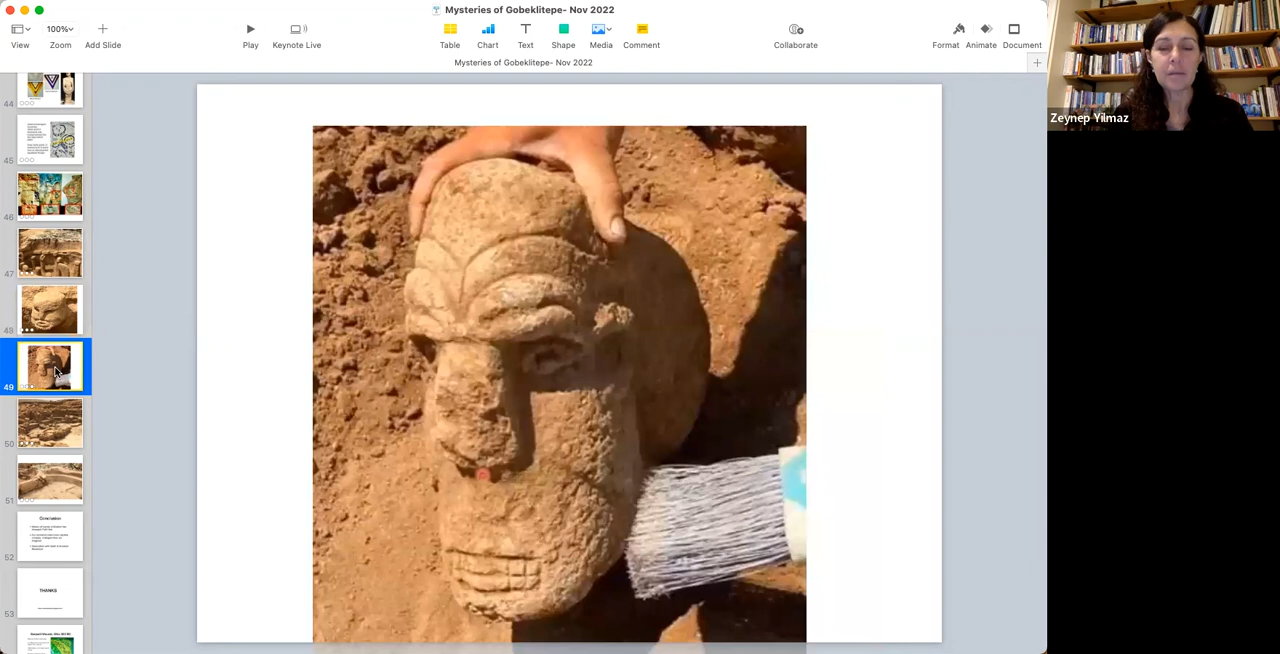 Mysteries of Gobeklitepe- Nov 2022
100%
View
Zoom
Add Slide
Play
Keynote Live
Table
Chart
Text
Shape
Media
Comment
Collaborate
Format
Animate
Document
Mysteries of Gobeklitepe- Nov 2022
Zeynep Yilmaz
44
45
46
47
48
49
50
51
Conclusion
52
THANKS
53